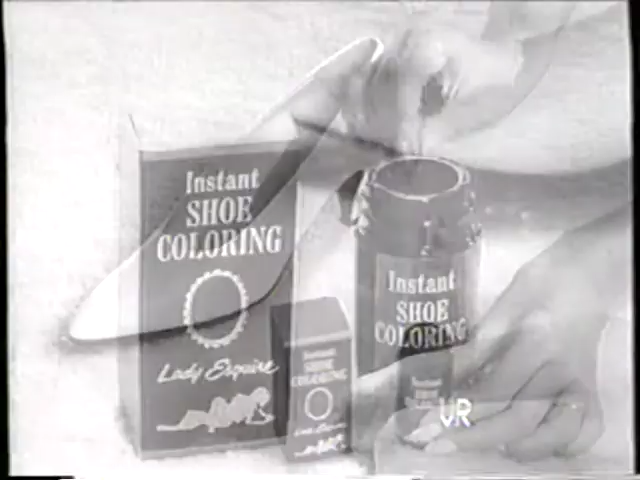 Instant
SHOE
COLORING
Lady Esquire
Instant
SHOE
COLORING
Instant
SHOE
COLORING
VR